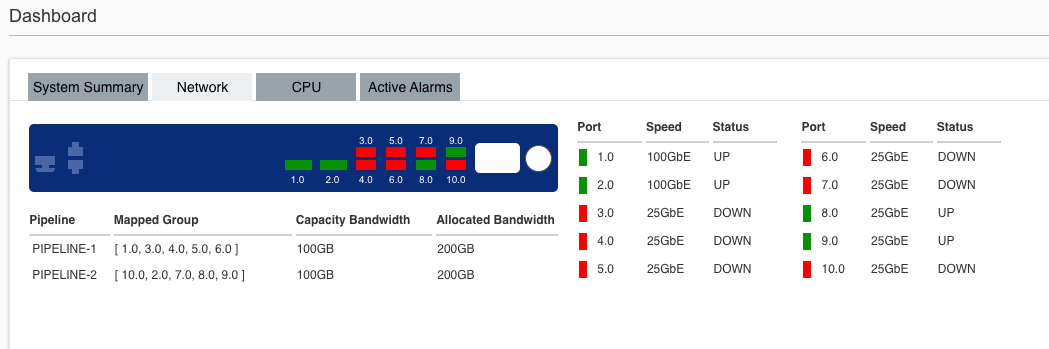 Dashboard
System Summary Network CPU Active Alarms
3.0 5.0 7.0 9.0
1.0 2.0 4.0 6.0 8.0 10.0
Pipeline Mapped Group Capacity Bandwidth Allocated Bandwidth
PIPELINE-1 [ 1.0, 3.0, 4.0, 5.0, 6.0 ] 100GB 200GB
PIPELINE-2 [ 10.0, 2.0, 7.0, 8.0, 9.0 ] 100GB 200GB
Port Speed Status Port Speed Status
1.0 100GbE UP 6.0 25GbE DOWN
2.0 100GbE UP 7.0 25GbE DOWN
3.0 25GbE DOWN 8.0 25GbE UP
4.0 25GbE DOWN 9.0 25GbE UP
5.0 25GbE DOWN 10.0 25GbE DOWN